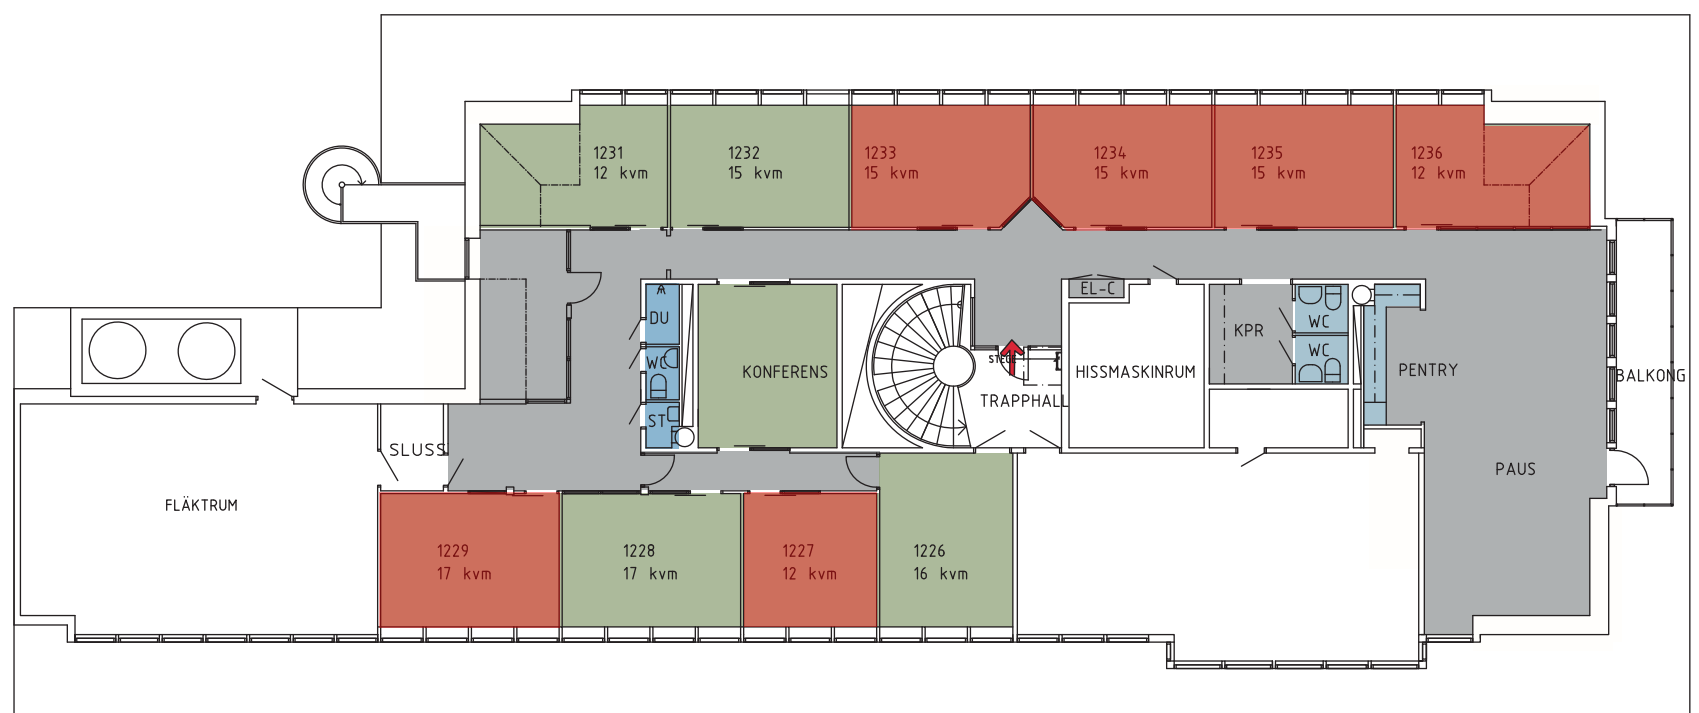 1231
12 kvm
1232
15 kvm
1233
15 kvm
1234
15 kvm
1235
15 kvm
1236
12 kvm
DU
WC
ST
KONFERENS
STEGE
TRAPPHALL
EL-C
HISSMASKINRUM
KPR
WC
WC
PENTRY
BALKONG
PAUS
SLUSS
FLÄKTRUM
1229
17 kvm
1228
17 kvm
1227
12 kvm
1226
16 kvm